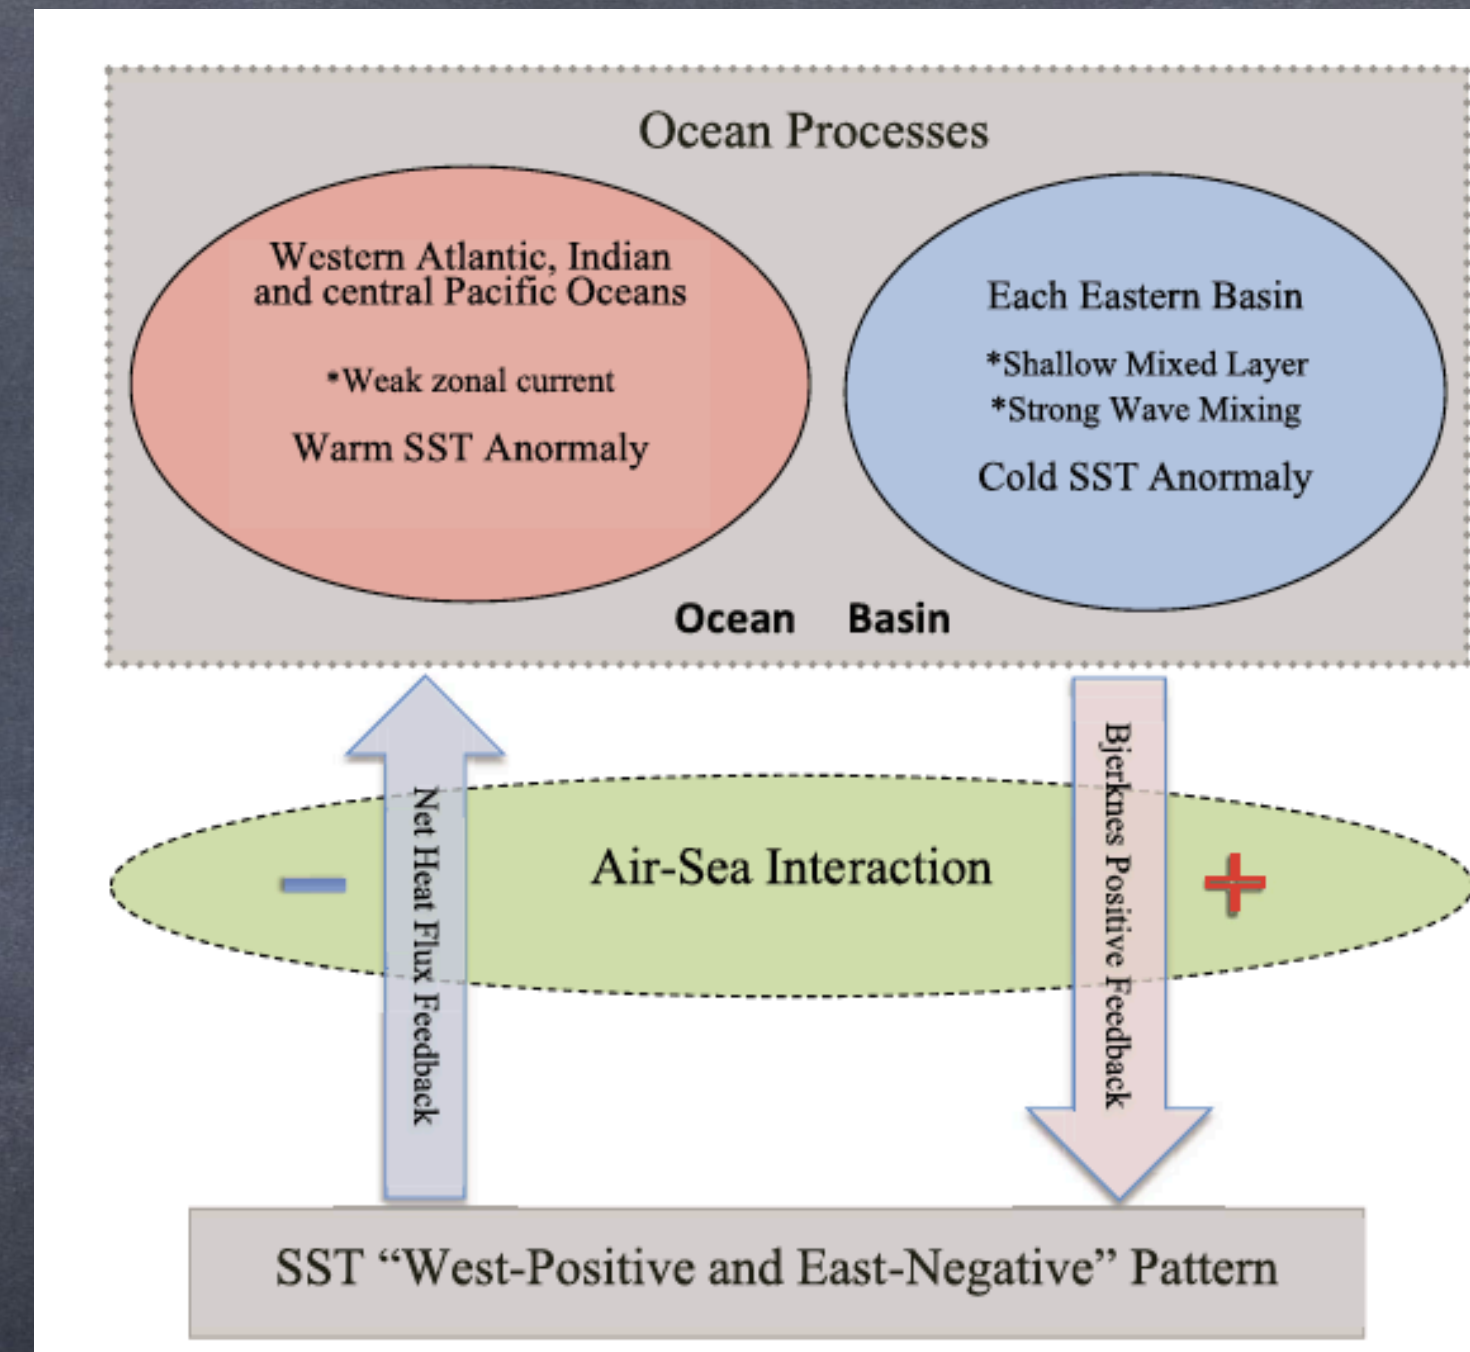 Ocean Processes
Western Atlantic, Indian
and central Pacific Oceans
*Weak zonal current
Warm SST Anormaly
Each Eastern Basin
*Shallow Mixed Layer
*Strong Wave Mixing
Cold SST Anormaly
Ocean Basin
Net Heat Flux Feedback
Air-Sea Interaction
Bjerknes Positive Feedback
SST “West-Positive and East-Negative” Pattern